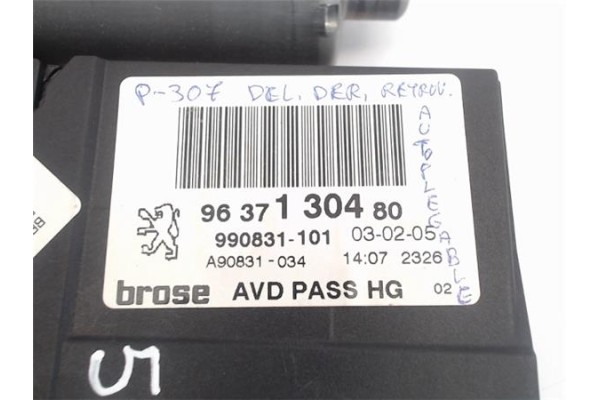 P-307 DEL. DER. RETROV.
AUTOPLEGABLE
96 37 1 304 80
990831-101 03-02-05
A90831-034 14:07 2326
brose AVD PASS HG 02
5